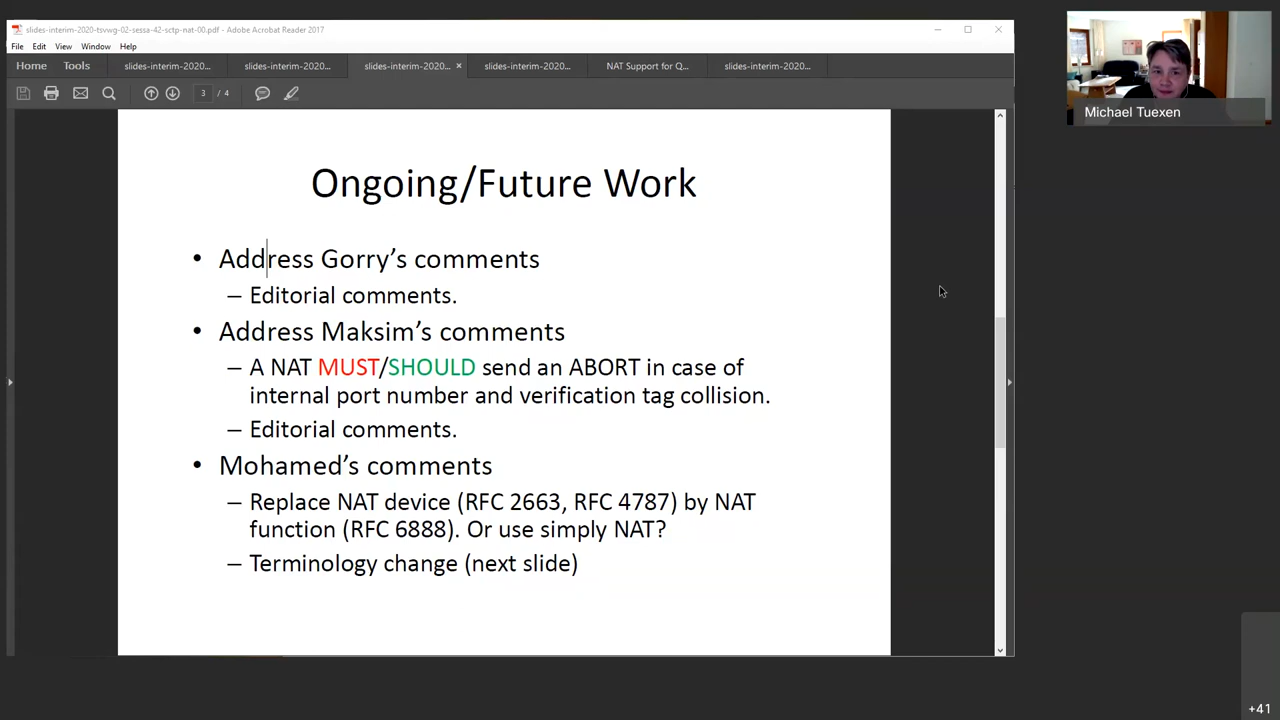 slides-interim-2020-tsvwg-02-sessa-42-sctp-nat-00.pdf - Adobe Acrobat Reader 2017
File Edit View Window Help
Home Tools slides-interim-2020... slides-interim-2020... slides-interim-2020... × slides-interim-2020... NAT Support for Q... slides-interim-2020...
3 / 4
Ongoing/Future Work
• Address Gorry's comments
– Editorial comments.
• Address Maksim's comments
– A NAT MUST/SHOULD send an ABORT in case of
internal port number and verification tag collision.
– Editorial comments.
• Mohamed's comments
– Replace NAT device (RFC 2663, RFC 4787) by NAT
function (RFC 6888). Or use simply NAT?
– Terminology change (next slide)
Michael Tuexen
+41